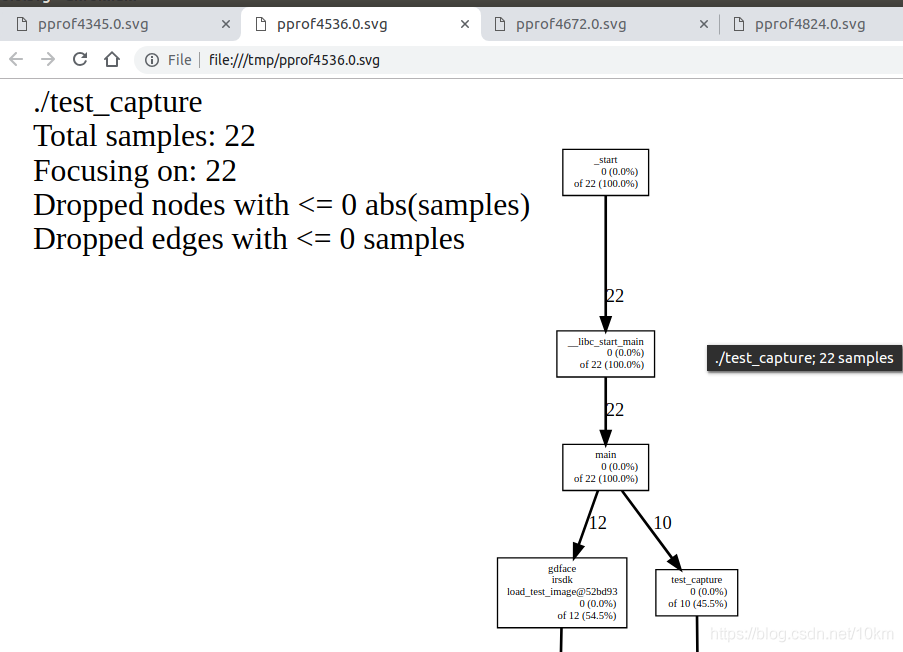 pprof4345.0.svg
pprof4536.0.svg
pprof4672.0.svg
pprof4824.0.svg
File
file:///tmp/pprof4536.0.svg
./test_capture
Total samples: 22
Focusing on: 22
Dropped nodes with <= 0 abs(samples)
Dropped edges with <= 0 samples
_start
0 (0.0%)
of 22 (100.0%)
22
__libc_start_main
0 (0.0%)
of 22 (100.0%)
./test_capture; 22 samples
22
main
0 (0.0%)
of 22 (100.0%)
12
10
gdface
irsdk
load_test_image@52bd93
0 (0.0%)
of 12 (54.5%)
test_capture
0 (0.0%)
of 10 (45.5%)
https://blog.csdn.net/10km